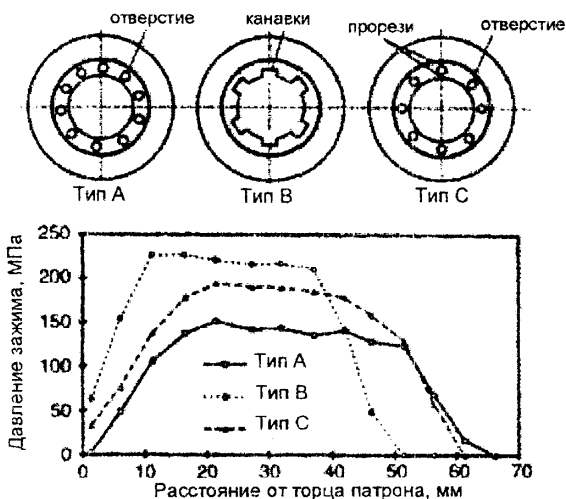 отверстие
канавки
прорези
отверстие
Тип А
Тип В
Тип С
Давление зажима, МПа
250
200
150
100
50
0
Тип А
Тип В
Тип С
0 10 20 30 40 50 60 70
Расстояние от торца патрона, мм